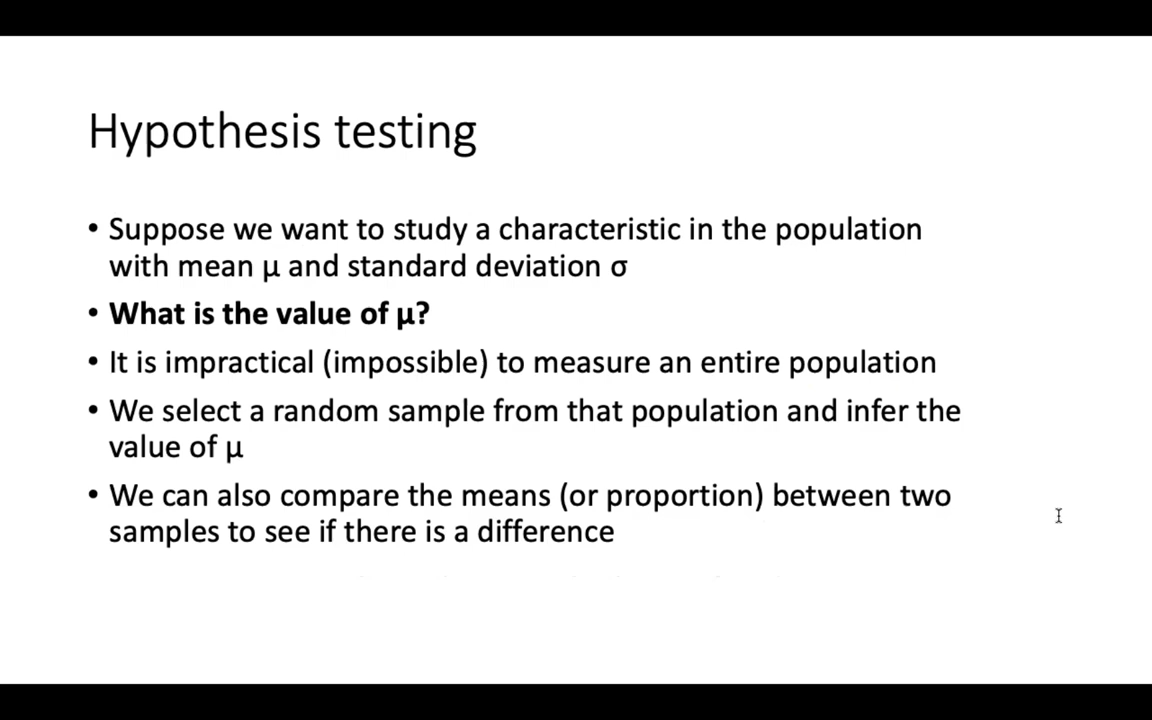 Hypothesis testing
• Suppose we want to study a characteristic in the population
with mean μ and standard deviation σ
• What is the value of μ?
• It is impractical (impossible) to measure an entire population
• We select a random sample from that population and infer the
value of μ
• We can also compare the means (or proportion) between two
samples to see if there is a difference